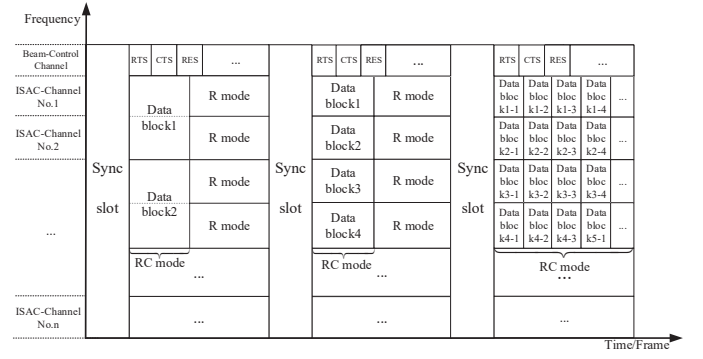 Frequency
Beam-Control
Channel
RTS CTS RES ...
RTS CTS RES ...
RTS CTS RES ...
ISAC-Channel
No.1
ISAC-Channel
No.2
...
ISAC-Channel
No.n
Sync
slot
Data
block1
R mode
R mode
Data
block2
R mode
R mode
RC mode
...
...
Sync
slot
Data
block1
R mode
Data
block2
R mode
Data
block3
R mode
Data
block4
R mode
RC mode
...
...
Sync
slot
Data Data Data Data
bloc bloc bloc bloc ...
k1-1 k1-2 k1-3 k1-4
Data Data Data Data
bloc bloc bloc bloc ...
k2-1 k2-2 k2-3 k2-4
Data Data Data Data
bloc bloc bloc bloc ...
k3-1 k3-2 k3-3 k3-4
Data Data Data Data
bloc bloc bloc bloc ...
k4-1 k4-2 k4-3 k5-1
RC mode
...
...
Time/Frame